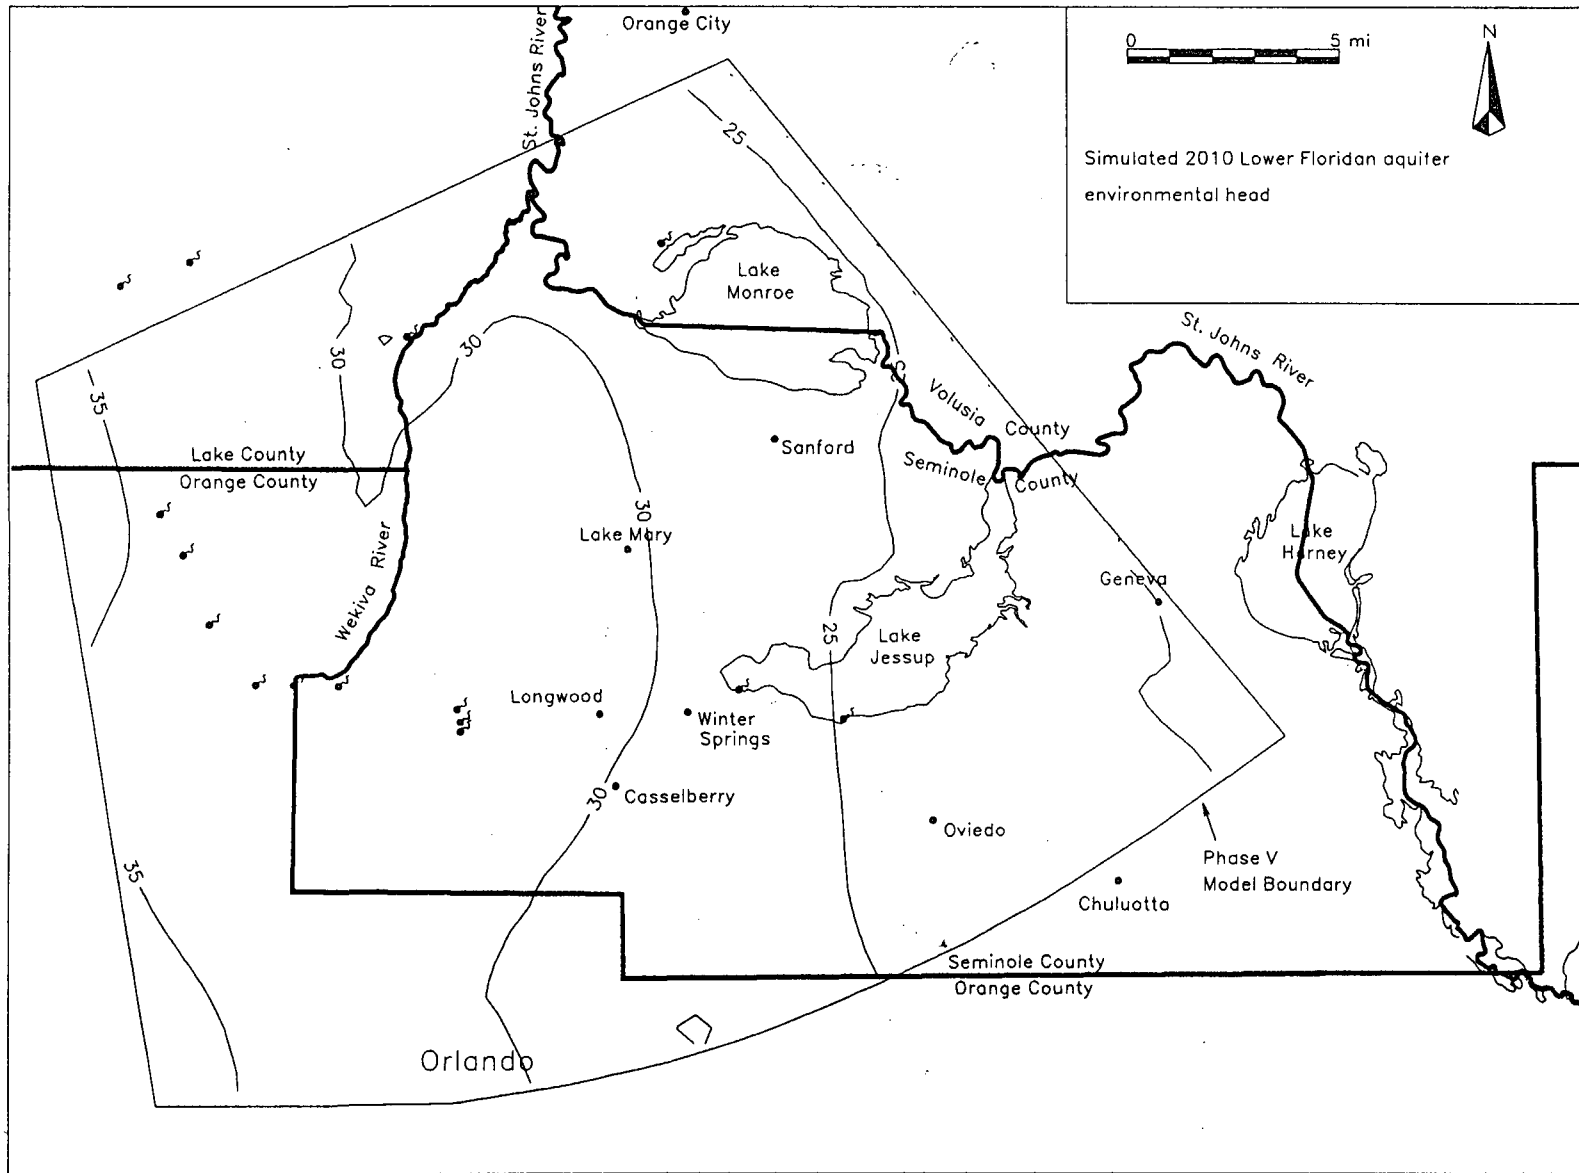 Orange City
St. Johns River
0 5 mi
N
Simulated 2010 Lower Floridan aquifer
environmental head
25
Lake
Monroe
30
30
35
St. Johns River
Volusia County
Seminole County
Sanford
Lake County
Orange County
30
Lake Mary
Wekiva River
Lake
Harney
Geneva
25
Lake
Jessup
Longwood
Winter
Springs
30
Casselberry
Oviedo
35
Phase V
Model Boundary
Chuluotta
Seminole County
Orange County
Orlando